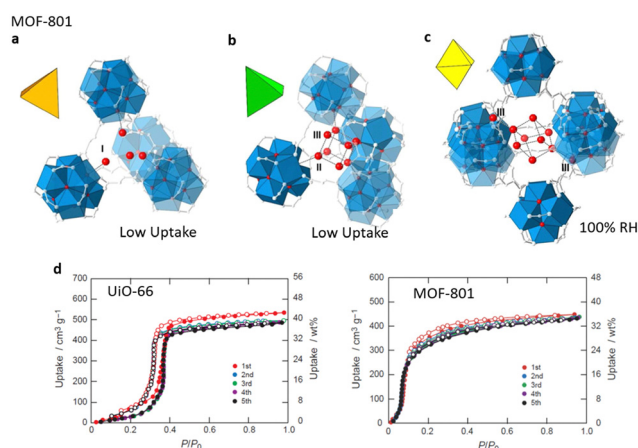 MOF-801
a
b
c
I
III
II
III
III
Low Uptake
Low Uptake
100% RH
d
UiO-66
MOF-801
700
600
500
400
300
200
100
0
Uptake / cm³ g⁻¹
56
48
40
32
24
16
8
0
Uptake / wt%
0.0
0.2
0.4
0.6
0.8
1.0
P/P₀
1st
2nd
3rd
4th
5th
600
500
400
300
200
100
0
Uptake / cm³ g⁻¹
48
40
32
24
16
8
0
Uptake / wt%
0.0
0.2
0.4
0.6
0.8
1.0
P/P₀
1st
2nd
3rd
4th
5th